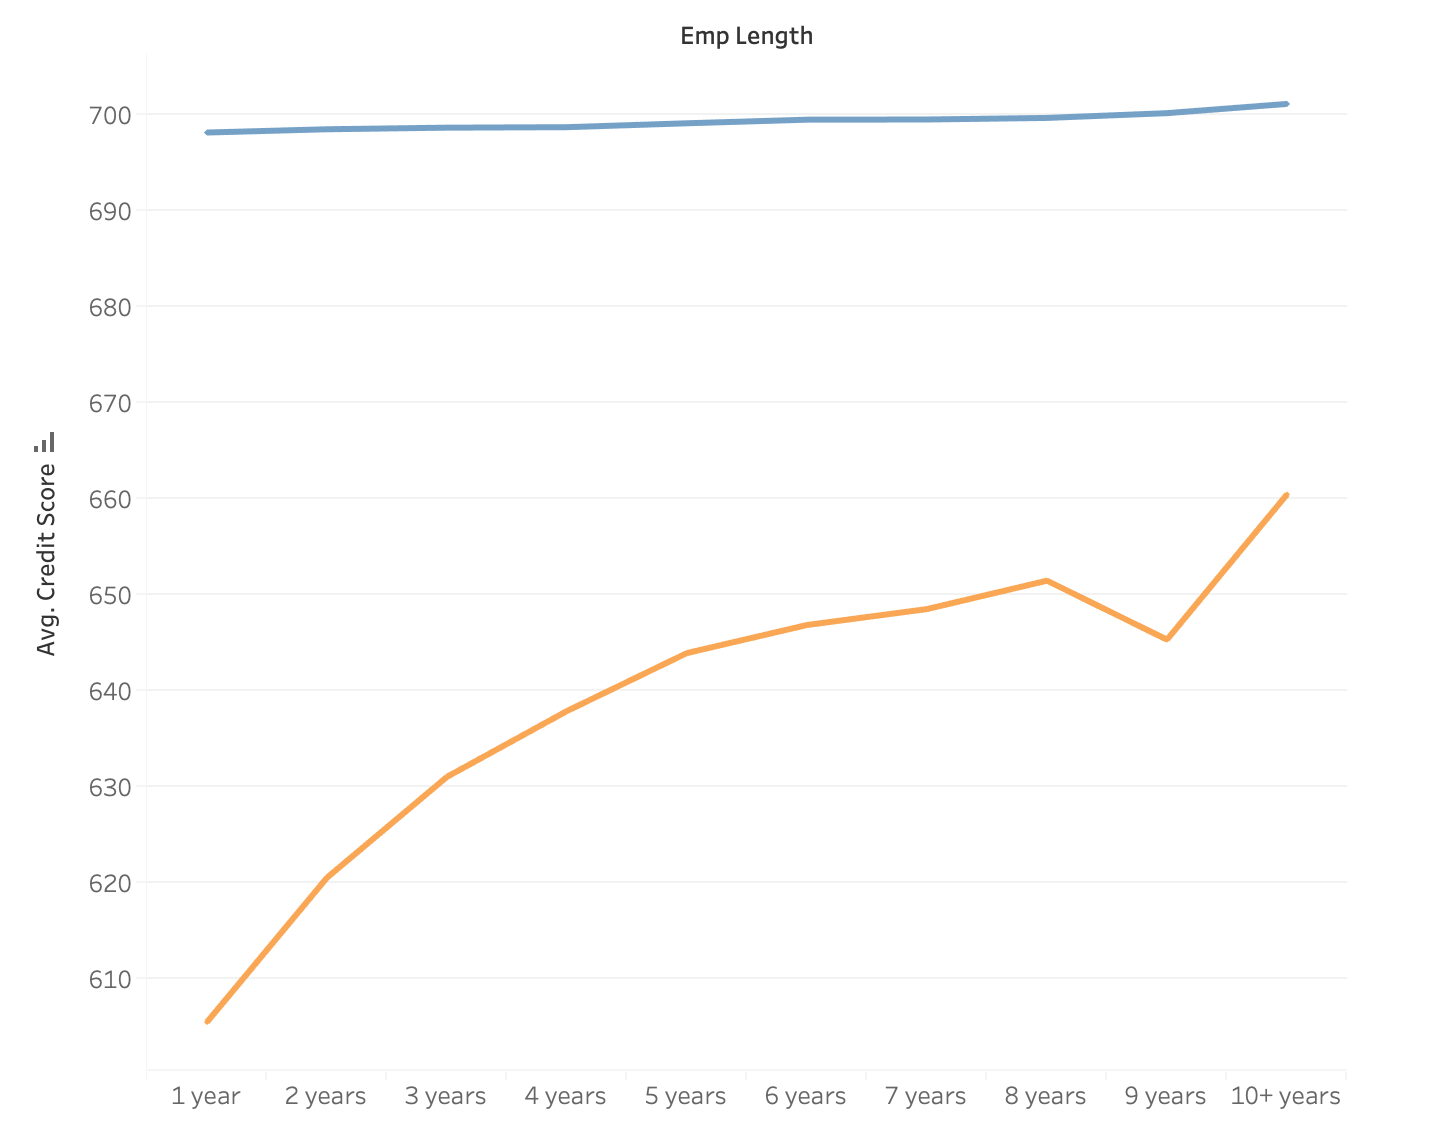 Emp Length
700
690
680
670
660
650
640
630
620
610
Avg. Credit Score
1 year
2 years
3 years
4 years
5 years
6 years
7 years
8 years
9 years
10+ years